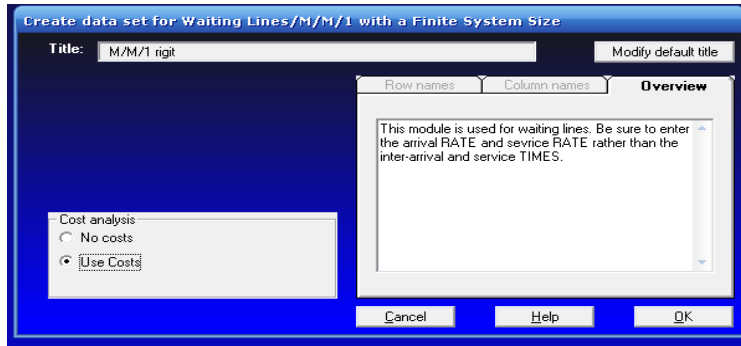 Create data set for Waiting Lines/M/M/1 with a Finite System Size
Title: M/M/1 rigit Modify default title
Row names Column names Overview
This module is used for waiting lines. Be sure to enter
the arrival RATE and sevrice RATE rather than the
inter-arrival and service TIMES.
Cost analysis
No costs
Use Costs
Cancel Help OK